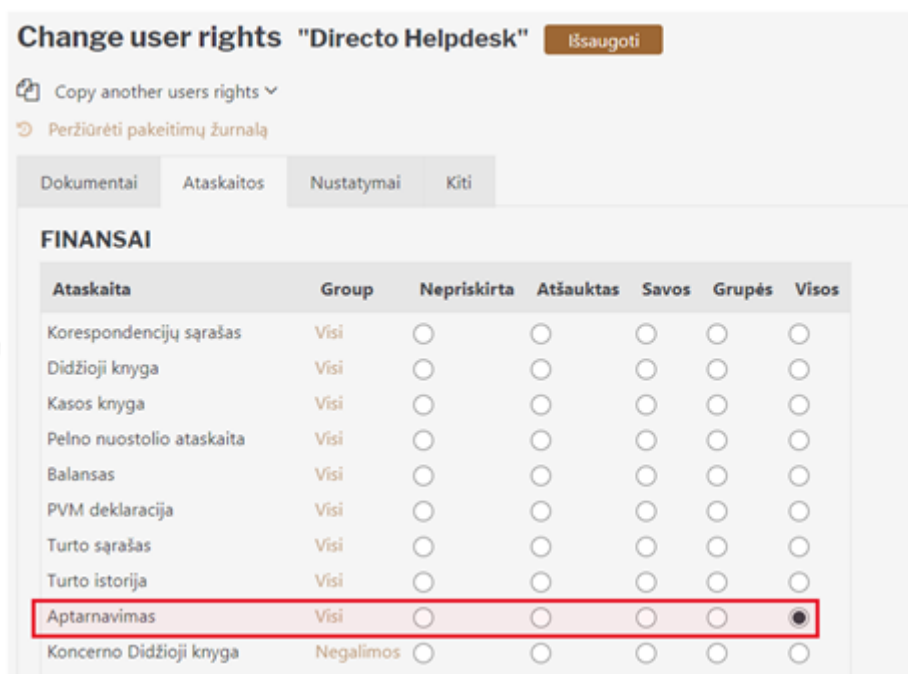 Change user rights "Directo Helpdesk" Išsaugoti
Copy another users rights
Peržiūrėti pakeitimų žurnalą
Dokumentai Ataskaitos Nustatymai Kiti
FINANSAI
Ataskaita Group Nepriskirta Atšauktas Savos Grupės Visos
Korespondencijų sąrašas Visi
Didžioji knyga Visi
Kasos knyga Visi
Pelno nuostolio ataskaita Visi
Balansas Visi
PVM deklaracija Visi
Turto sąrašas Visi
Turto istorija Visi
Aptarnavimas Visi
Koncerno Didžioji knyga Negalimos